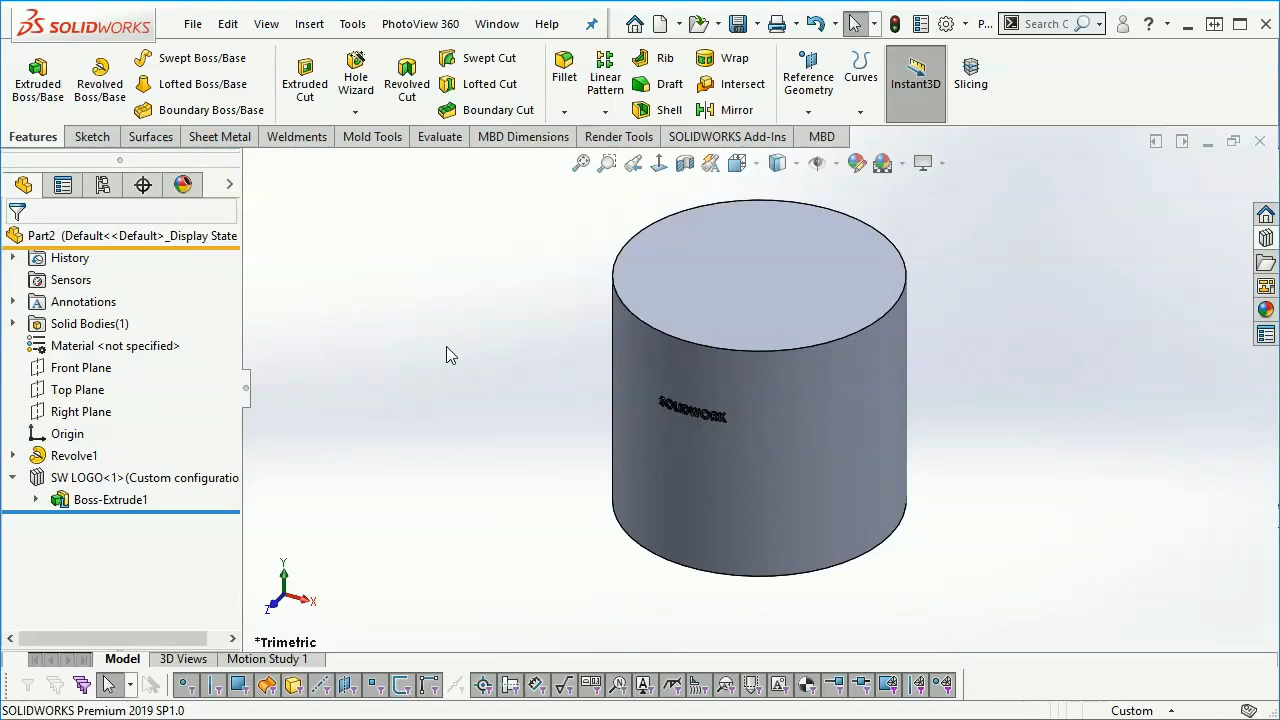 SOLIDWORKS
File Edit View Insert Tools PhotoView 360 Window Help
P... Search C
Extruded Boss/Base
Revolved Boss/Base
Swept Boss/Base
Lofted Boss/Base
Boundary Boss/Base
Extruded Cut
Hole Wizard
Revolved Cut
Swept Cut
Lofted Cut
Boundary Cut
Fillet
Linear Pattern
Rib
Draft
Shell
Wrap
Intersect
Mirror
Reference Geometry
Curves
Instant3D
Slicing
Features Sketch Surfaces Sheet Metal Weldments Mold Tools Evaluate MBD Dimensions Render Tools SOLIDWORKS Add-Ins MBD
Part2 (Default<<Default>_Display State
History
Sensors
Annotations
Solid Bodies(1)
Material <not specified>
Front Plane
Top Plane
Right Plane
Origin
Revolve1
SW LOGO<1>(Custom configuratio
Boss-Extrude1
SOLIDWORK
Y
X
Z
*Trimetric
Model 3D Views Motion Study 1
SOLIDWORKS Premium 2019 SP1.0
Custom